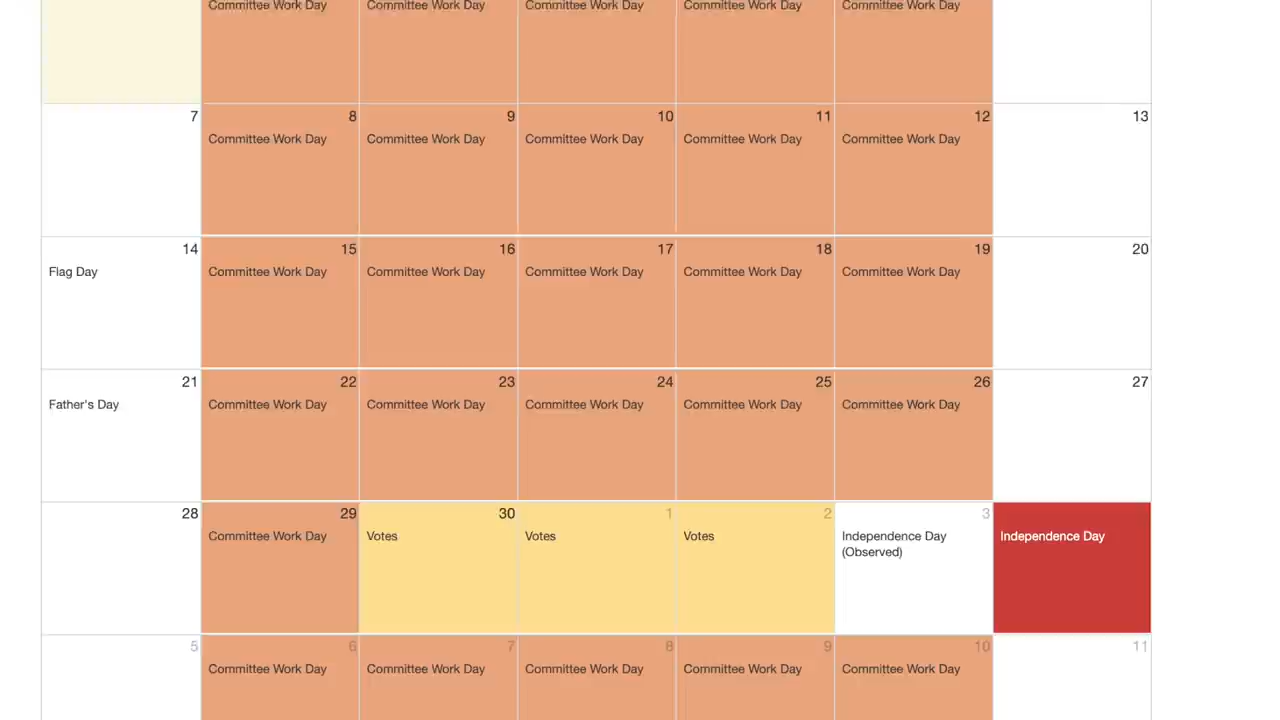 Committee Work Day Committee Work Day Committee Work Day Committee Work Day Committee Work Day
7 8 9 10 11 12 13
Committee Work Day Committee Work Day Committee Work Day Committee Work Day Committee Work Day
14 15 16 17 18 19 20
Flag Day Committee Work Day Committee Work Day Committee Work Day Committee Work Day Committee Work Day
21 22 23 24 25 26 27
Father's Day Committee Work Day Committee Work Day Committee Work Day Committee Work Day Committee Work Day
28 29 30 1 2 3
Committee Work Day Votes Votes Votes Independence Day Independence Day
(Observed)
5 6 7 8 9 10 11
Committee Work Day Committee Work Day Committee Work Day Committee Work Day Committee Work Day